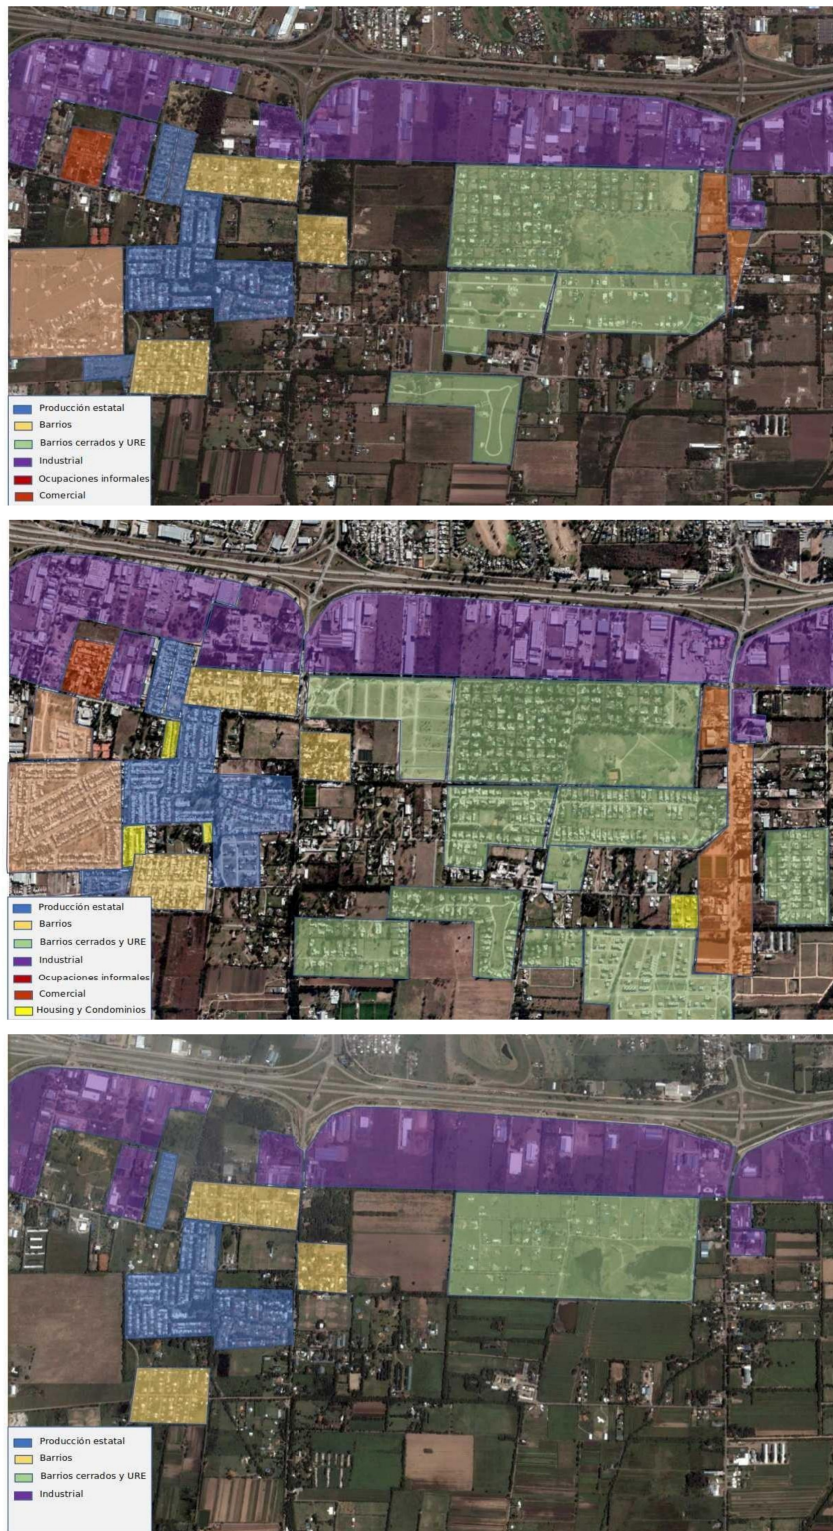 Producción estatal
Barrios
Barrios cerrados y URE
Industrial
Ocupaciones informales
Comercial
Producción estatal
Barrios
Barrios cerrados y URE
Industrial
Ocupaciones informales
Comercial
Housing y Condominios
Producción estatal
Barrios
Barrios cerrados y URE
Industrial